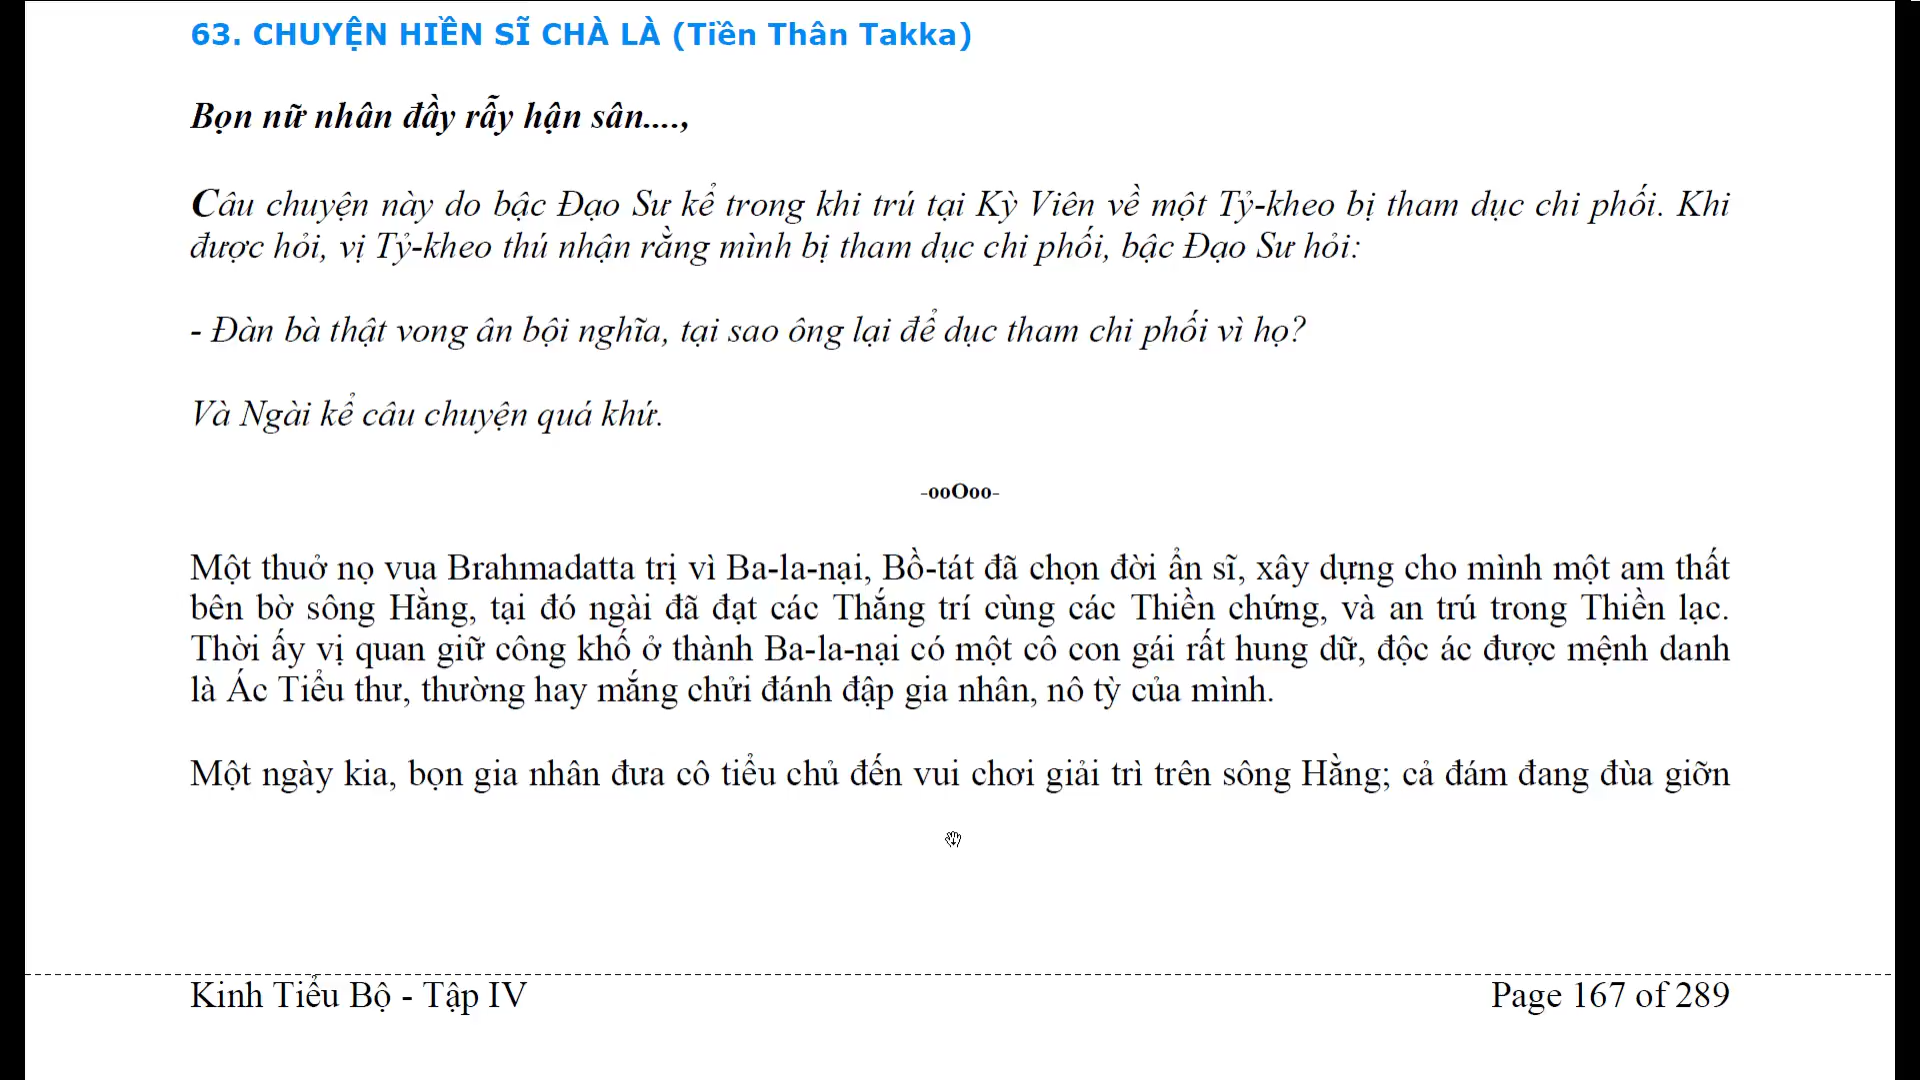 63. CHUYỆN HIỀN SĨ CHÀ LÀ (Tiền Thân Takka)
Bọn nữ nhân đầy rẫy hận sân....,
Câu chuyện này do bậc Đạo Sư kể trong khi trú tại Kỳ Viên về một Tỷ-kheo bị tham dục chi phối. Khi
được hỏi, vị Tỷ-kheo thú nhận rằng mình bị tham dục chi phối, bậc Đạo Sư hỏi:
- Đàn bà thật vong ân bội nghĩa, tại sao ông lại để dục tham chi phối vì họ?
Và Ngài kể câu chuyện quá khứ.
-ooOoo-
Một thuở nọ vua Brahmadatta trị vì Ba-la-nại, Bồ-tát đã chọn đời ẩn sĩ, xây dựng cho mình một am thất
bên bờ sông Hằng, tại đó ngài đã đạt các Thắng trí cùng các Thiền chứng, và an trú trong Thiền lạc.
Thời ấy vị quan giữ công khố ở thành Ba-la-nại có một cô con gái rất hung dữ, độc ác được mệnh danh
là Ác Tiểu thư, thường hay mắng chửi đánh đập gia nhân, nô tỳ của mình.
Một ngày kia, bọn gia nhân đưa cô tiểu chủ đến vui chơi giải trì trên sông Hằng; cả đám đang đùa giỡn
Kinh Tiểu Bộ - Tập IV
Page 167 of 289